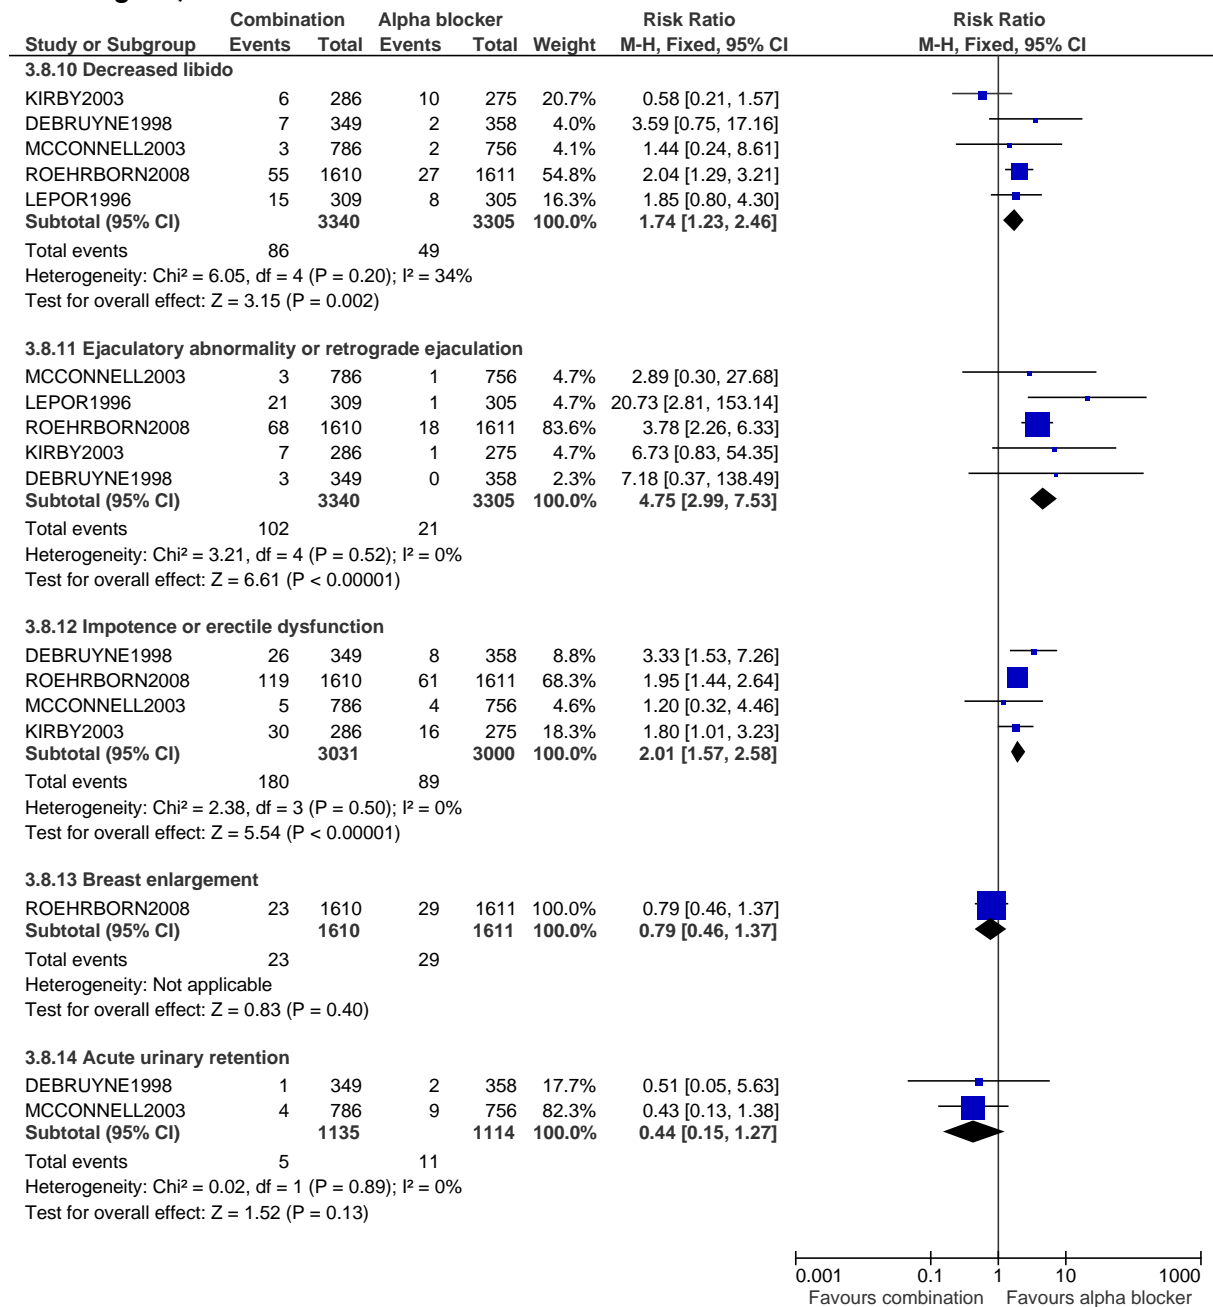 Combination Alpha blocker Risk Ratio Risk Ratio
Study or Subgroup Events Total Events Total Weight M-H, Fixed, 95% CI M-H, Fixed, 95% CI
3.8.10 Decreased libido
KIRBY2003 6 286 10 275 20.7% 0.58 [0.21, 1.57]
DEBRUYNE1998 7 349 2 358 4.0% 3.59 [0.75, 17.16]
MCCONNELL2003 3 786 2 756 4.1% 1.44 [0.24, 8.61]
ROEHRBORN2008 55 1610 27 1611 54.8% 2.04 [1.29, 3.21]
LEPOR1996 15 309 8 305 16.3% 1.85 [0.80, 4.30]
Subtotal (95% CI) 3340 3305 100.0% 1.74 [1.23, 2.46]
Total events 86 49
Heterogeneity: Chi² = 6.05, df = 4 (P = 0.20); I² = 34%
Test for overall effect: Z = 3.15 (P = 0.002)
3.8.11 Ejaculatory abnormality or retrograde ejaculation
MCCONNELL2003 3 786 1 756 4.7% 2.89 [0.30, 27.68]
LEPOR1996 21 309 1 305 4.7% 20.73 [2.81, 153.14]
ROEHRBORN2008 68 1610 18 1611 83.6% 3.78 [2.26, 6.33]
KIRBY2003 7 286 1 275 4.7% 6.73 [0.83, 54.35]
DEBRUYNE1998 3 349 0 358 2.3% 7.18 [0.37, 138.49]
Subtotal (95% CI) 3340 3305 100.0% 4.75 [2.99, 7.53]
Total events 102 21
Heterogeneity: Chi² = 3.21, df = 4 (P = 0.52); I² = 0%
Test for overall effect: Z = 6.61 (P < 0.00001)
3.8.12 Impotence or erectile dysfunction
DEBRUYNE1998 26 349 8 358 8.8% 3.33 [1.53, 7.26]
ROEHRBORN2008 119 1610 61 1611 68.3% 1.95 [1.44, 2.64]
MCCONNELL2003 5 786 4 756 4.6% 1.20 [0.32, 4.46]
KIRBY2003 30 286 16 275 18.3% 1.80 [1.01, 3.23]
Subtotal (95% CI) 3031 3000 100.0% 2.01 [1.57, 2.58]
Total events 180 89
Heterogeneity: Chi² = 2.38, df = 3 (P = 0.50); I² = 0%
Test for overall effect: Z = 5.54 (P < 0.00001)
3.8.13 Breast enlargement
ROEHRBORN2008 23 1610 29 1611 100.0% 0.79 [0.46, 1.37]
Subtotal (95% CI) 1610 1611 100.0% 0.79 [0.46, 1.37]
Total events 23 29
Heterogeneity: Not applicable
Test for overall effect: Z = 0.83 (P = 0.40)
3.8.14 Acute urinary retention
DEBRUYNE1998 1 349 2 358 17.7% 0.51 [0.05, 5.63]
MCCONNELL2003 4 786 9 756 82.3% 0.43 [0.13, 1.38]
Subtotal (95% CI) 1135 1114 100.0% 0.44 [0.15, 1.27]
Total events 5 11
Heterogeneity: Chi² = 0.02, df = 1 (P = 0.89); I² = 0%
Test for overall effect: Z = 1.52 (P = 0.13)
0.001 0.1 1 10 1000
Favours combination Favours alpha blocker